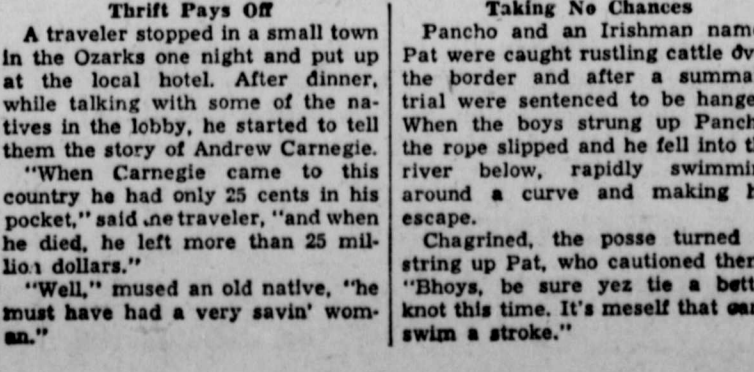 Thrift Pays Off
A traveler stopped in a small town
in the Ozarks one night and put up
at the local hotel. After dinner,
while talking with some of the na-
tives in the lobby, he started to tell
them the story of Andrew Carnegie.
"When Carnegie came to this
country he had only 25 cents in his
pocket," said .ne traveler, "and when
he died, he left more than 25 mil-
lion dollars."
"Well," mused an old native, "he
must have had a very savin' wom-
an."
Taking No Chances
Pancho and an Irishman nam
Pat were caught rustling cattle ov
the border and after a summa
trial were sentenced to be hange
When the boys strung up Panch
the rope slipped and he fell into t
river below, rapidly swimmi
around a curve and making h
escape.
Chagrined, the posse turned
string up Pat, who cautioned ther
"Bhoys, be sure yez tie a bett
knot this time. It's meself that can
swim a stroke."